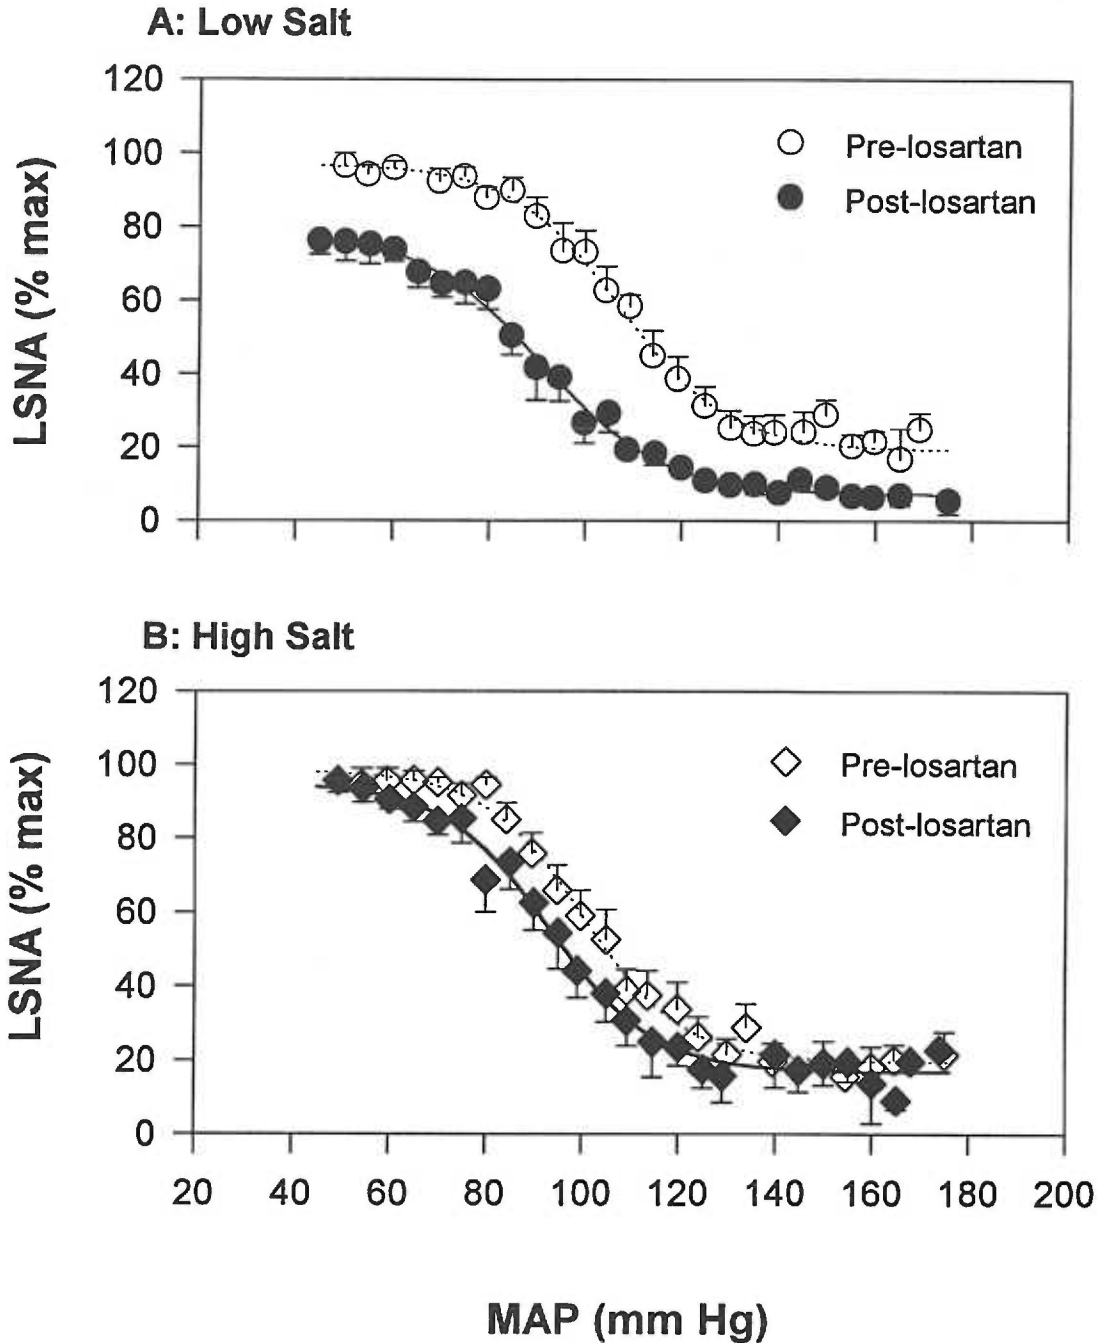 A: Low Salt
120
100
80
60
40
20
0
LSNA (% max)
Pre-losartan
Post-losartan
B: High Salt
120
100
80
60
40
20
0
LSNA (% max)
Pre-losartan
Post-losartan
20 40 60 80 100 120 140 160 180 200
MAP (mm Hg)